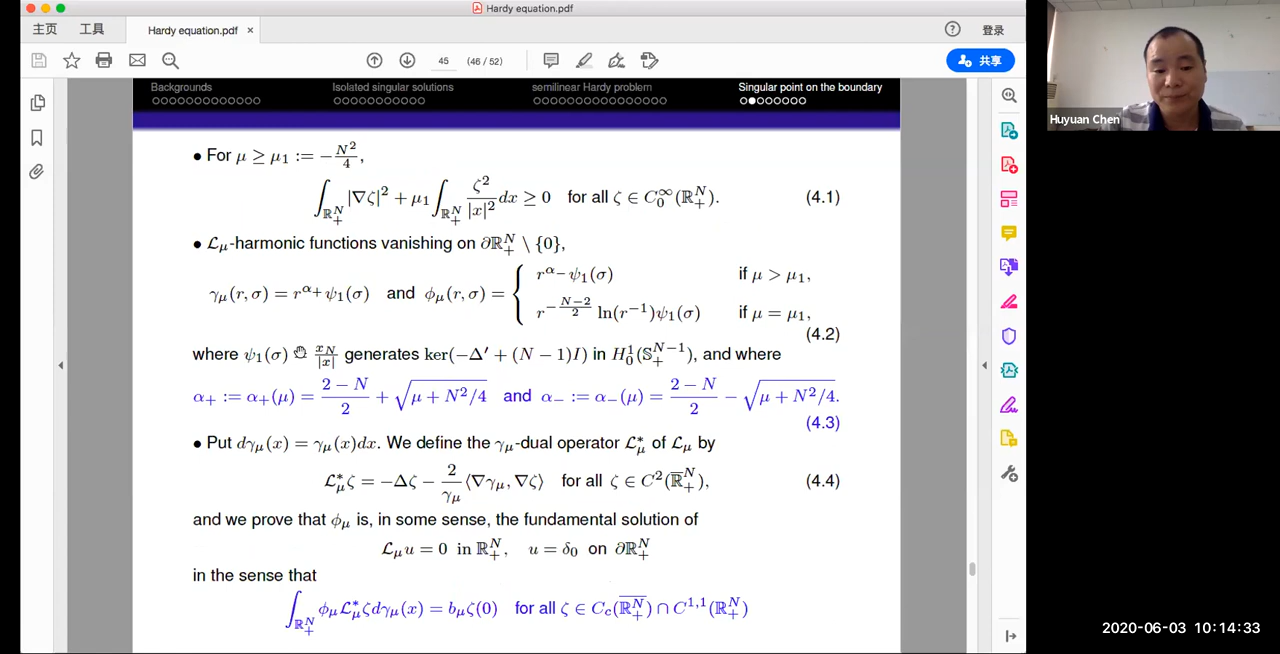 Hardy equation.pdf
主页 工具 Hardy equation.pdf × 登录
45 (46 / 52) 共享
Backgrounds Isolated singular solutions semilinear Hardy problem Singular point on the boundary
Huyuan Chen
• For μ ≥ μ₁ := −N²/4,
∫_{ℝ^N_+} |∇ζ|² + μ₁ ∫_{ℝ^N_+} ζ²/|x|² dx ≥ 0 for all ζ ∈ C₀^∞(ℝ^N_+). (4.1)
• 𝓛_μ-harmonic functions vanishing on ∂ℝ^N_+ \ {0},
γ_μ(r, σ) = r^{α₊} ψ₁(σ) and φ_μ(r, σ) = { r^{α₋} ψ₁(σ) if μ > μ₁,
r^{−(N−2)/2} ln(r^{−1}) ψ₁(σ) if μ = μ₁,
(4.2)
where ψ₁(σ) x_N/|x| generates ker(−Δ′ + (N − 1)I) in H¹₀(𝕊^{N−1}_+), and where
α₊ := α₊(μ) = (2 − N)/2 + √(μ + N²/4) and α₋ := α₋(μ) = (2 − N)/2 − √(μ + N²/4).
(4.3)
• Put dγ_μ(x) = γ_μ(x)dx. We define the γ_μ-dual operator 𝓛*_μ of 𝓛_μ by
𝓛*_μ ζ = −Δζ − (2/γ_μ)⟨∇γ_μ, ∇ζ⟩ for all ζ ∈ C²(ℝ̅^N_+), (4.4)
and we prove that φ_μ is, in some sense, the fundamental solution of
𝓛_μ u = 0 in ℝ^N_+, u = δ₀ on ∂ℝ^N_+
in the sense that
∫_{ℝ^N_+} φ_μ 𝓛*_μ ζ dγ_μ(x) = b_μ ζ(0) for all ζ ∈ C_c(ℝ̅^N_+) ∩ C^{1,1}(ℝ^N_+)
2020-06-03 10:14:33